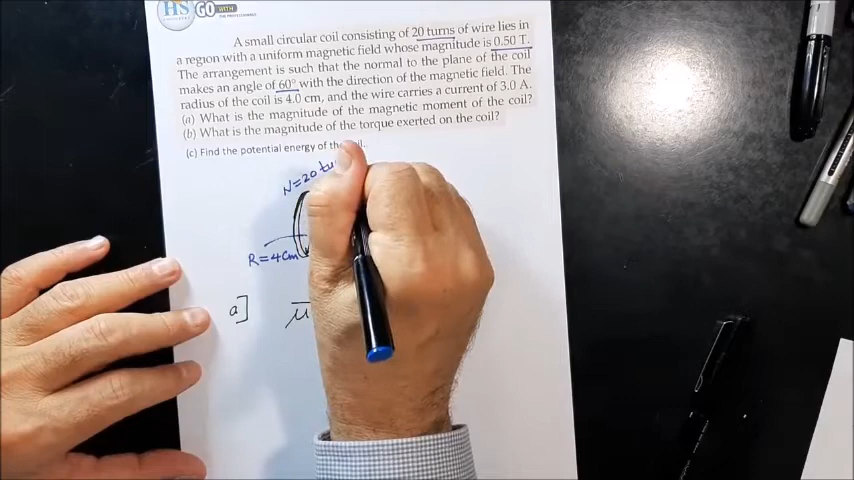 HS GO WITH
THE PROFESSIONALS
A small circular coil consisting of 20 turns of wire lies in
a region with a uniform magnetic field whose magnitude is 0.50 T.
The arrangement is such that the normal to the plane of the coil
makes an angle of 60° with the direction of the magnetic field. The
radius of the coil is 4.0 cm, and the wire carries a current of 3.0 A.
(a) What is the magnitude of the magnetic moment of the coil?
(b) What is the magnitude of the torque exerted on the coil?
(c) Find the potential energy of the coil.
N=20
R=4cm
a] μ